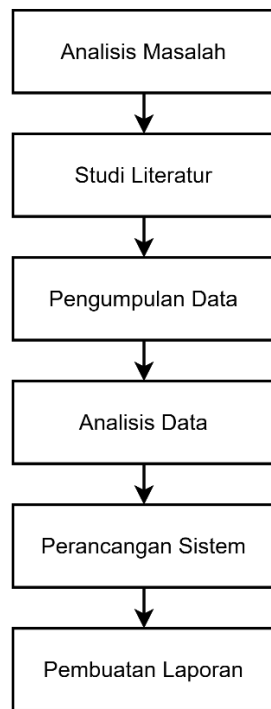 Analisis Masalah
Studi Literatur
Pengumpulan Data
Analisis Data
Perancangan Sistem
Pembuatan Laporan